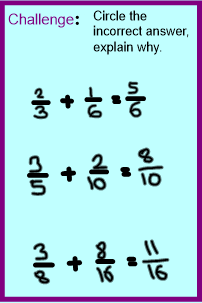 Challenge: Circle the
incorrect answer,
explain why.
2/3 + 1/6 = 5/6
3/5 + 2/10 = 8/10
3/8 + 8/16 = 11/16